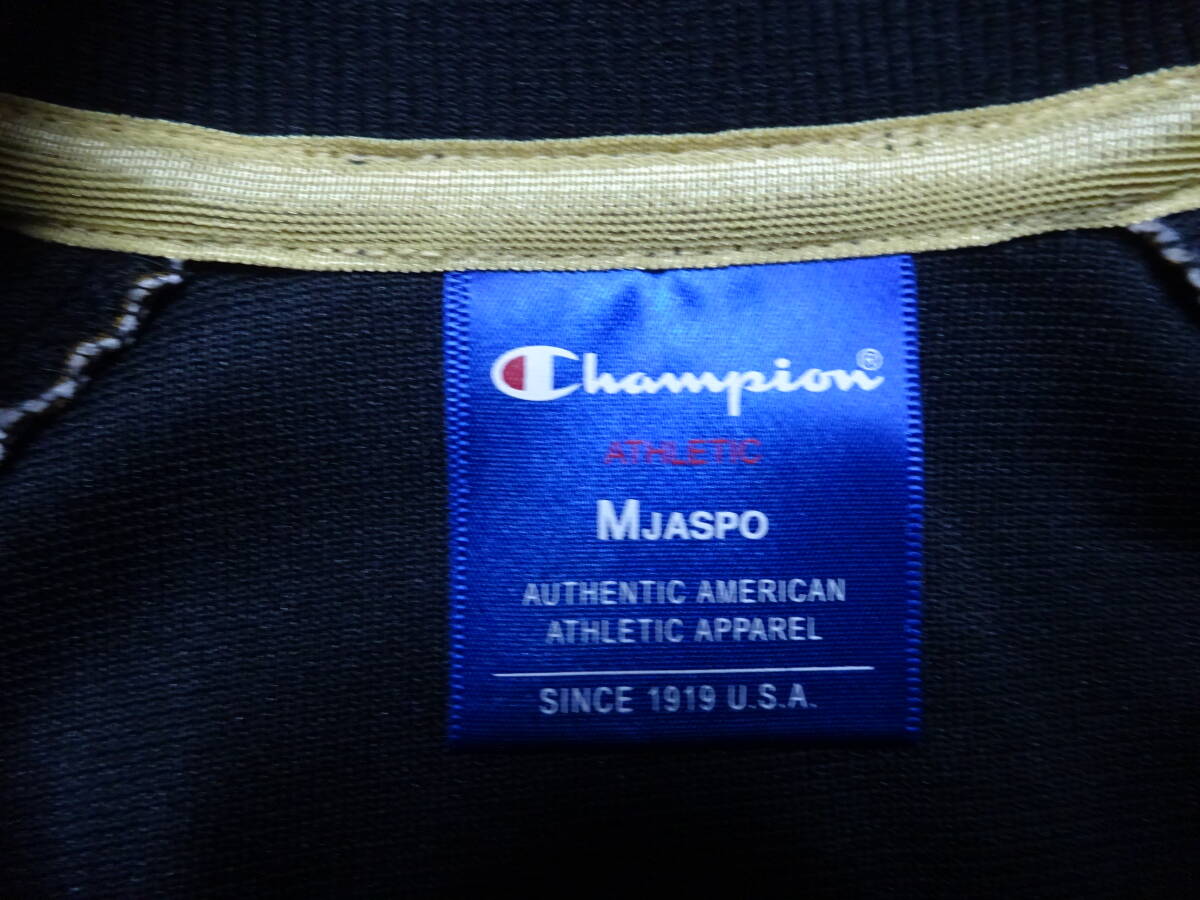 Champion®
ATHLETIC
MJASPO
AUTHENTIC AMERICAN
ATHLETIC APPAREL
SINCE 1919 U.S.A.